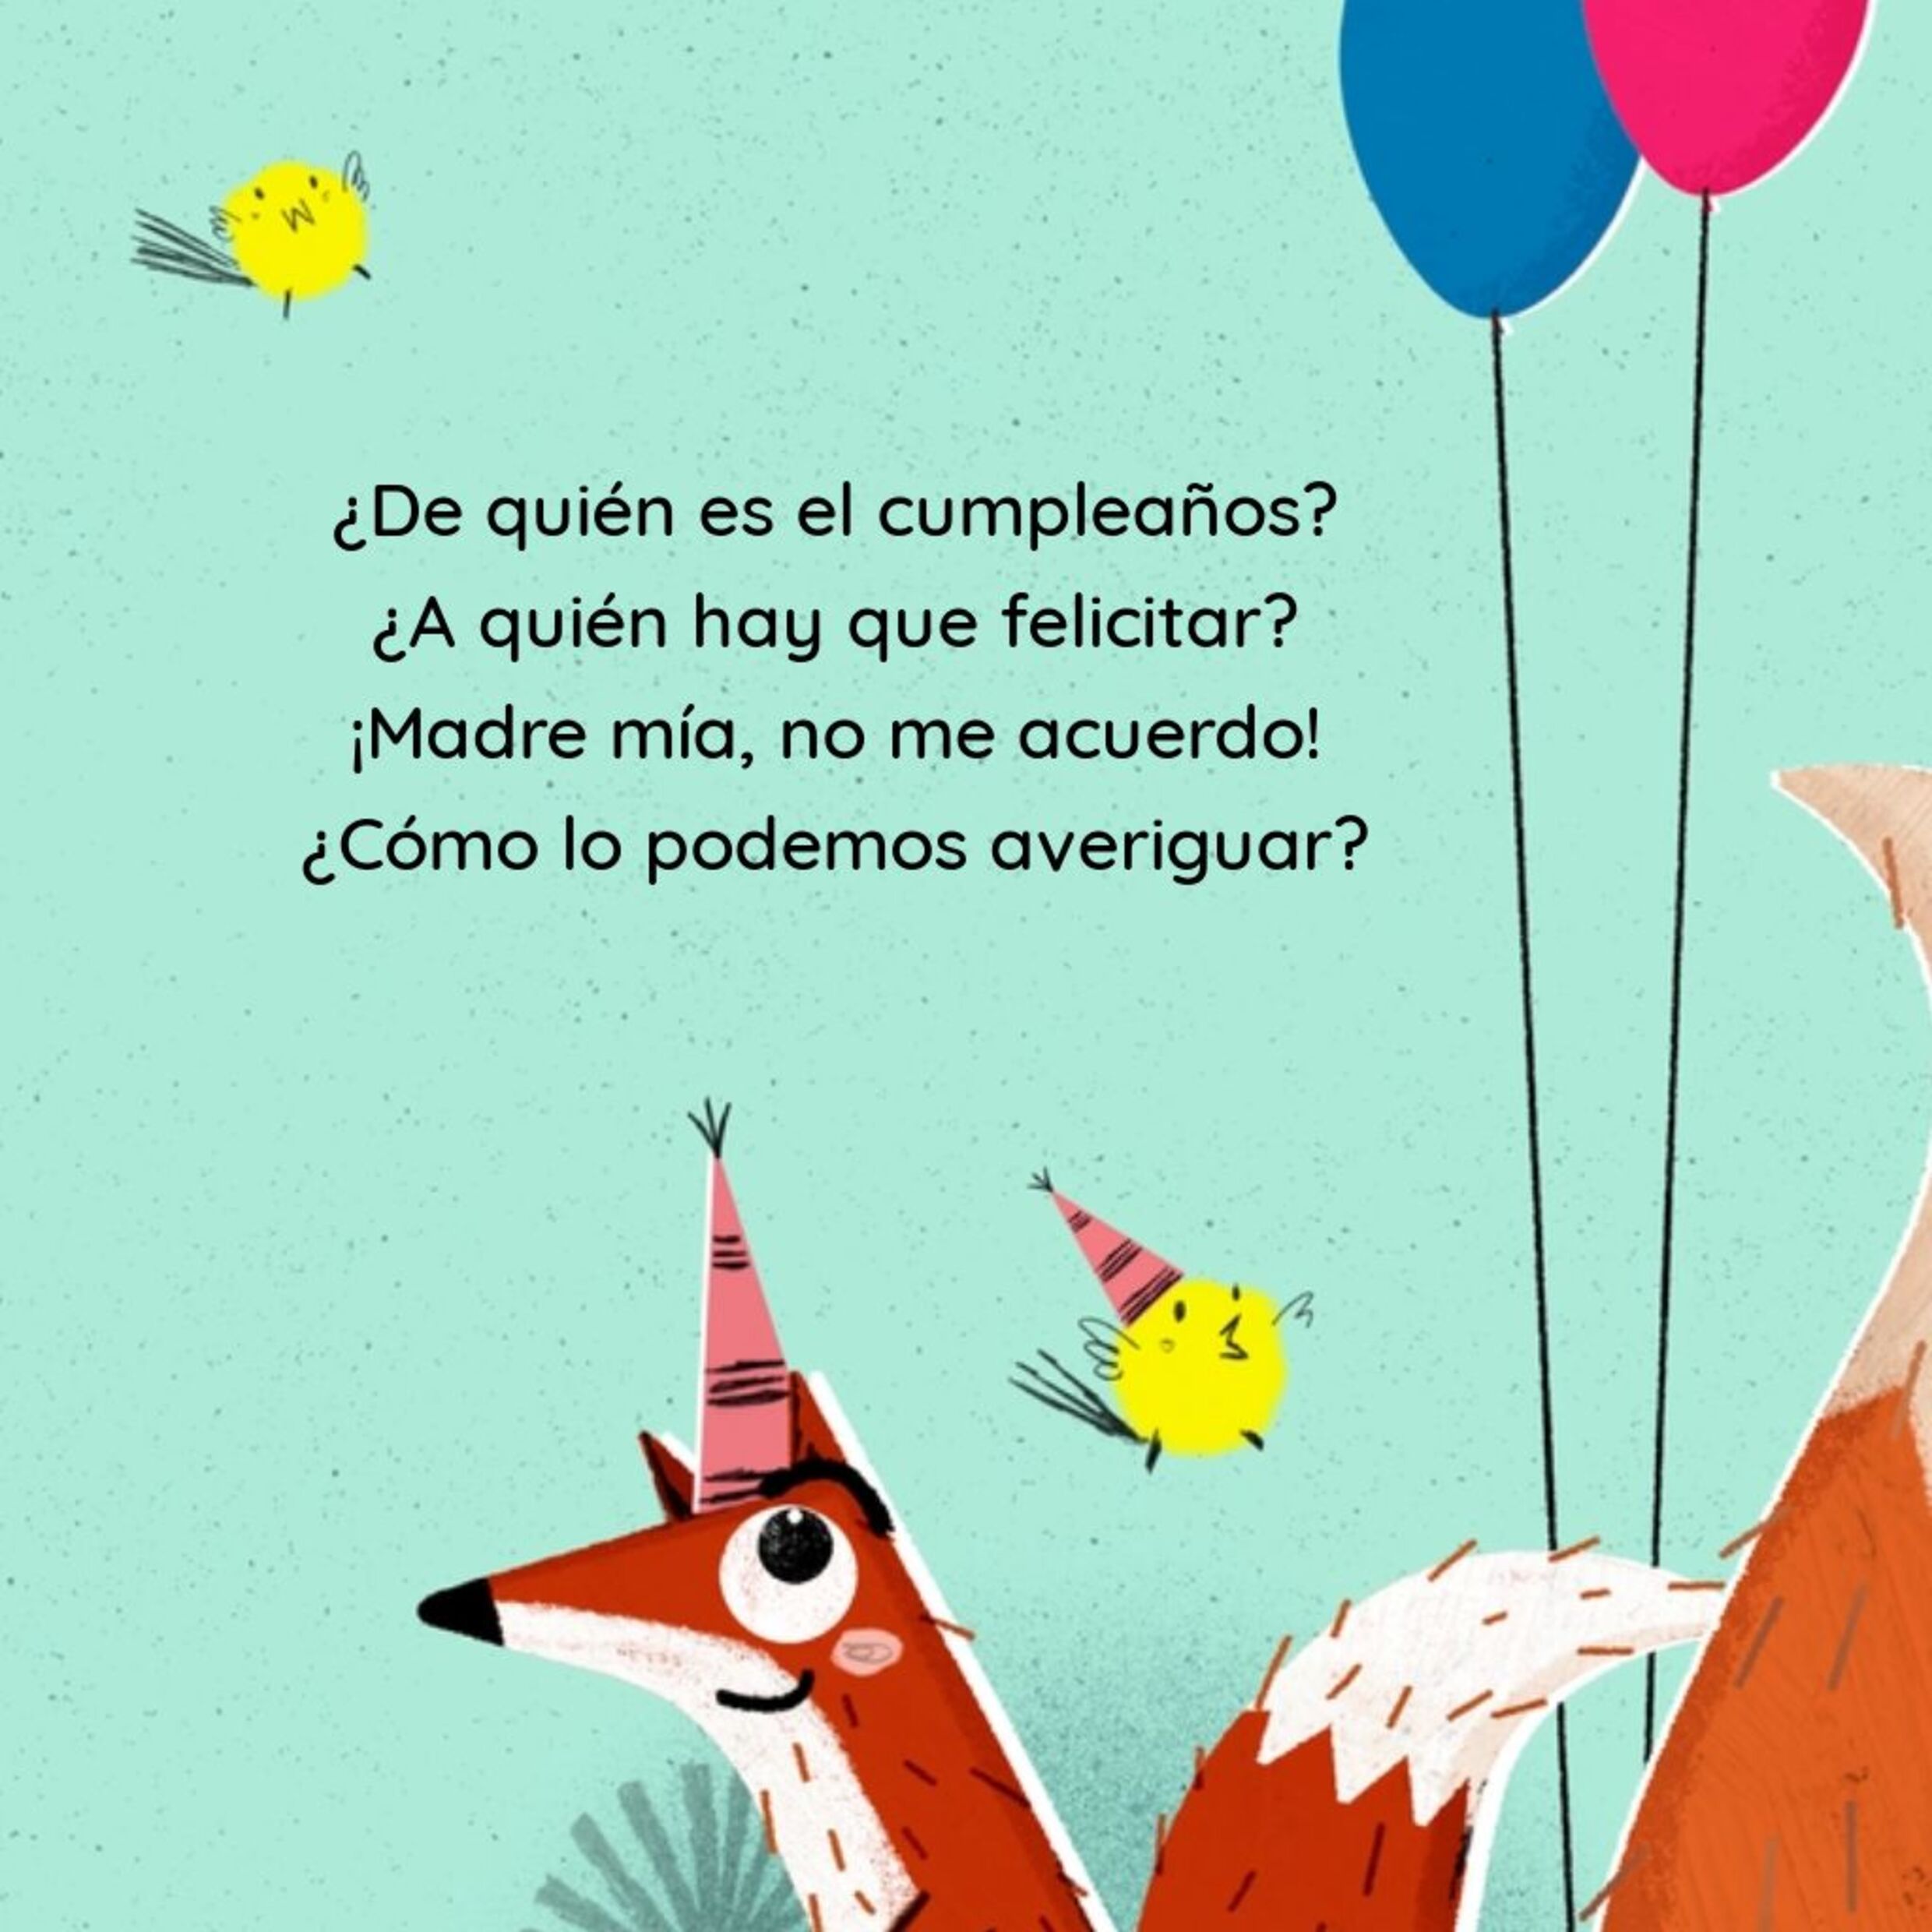 ¿De quién es el cumpleaños?
¿A quién hay que felicitar?
¡Madre mía, no me acuerdo!
¿Cómo lo podemos averiguar?